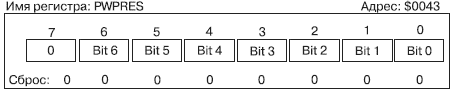 Имя регистра: PWPRES Адрес: $0043
7 6 5 4 3 2 1 0
0 Bit 6 Bit 5 Bit 4 Bit 3 Bit 2 Bit 1 Bit 0
Сброс: 0 0 0 0 0 0 0 0